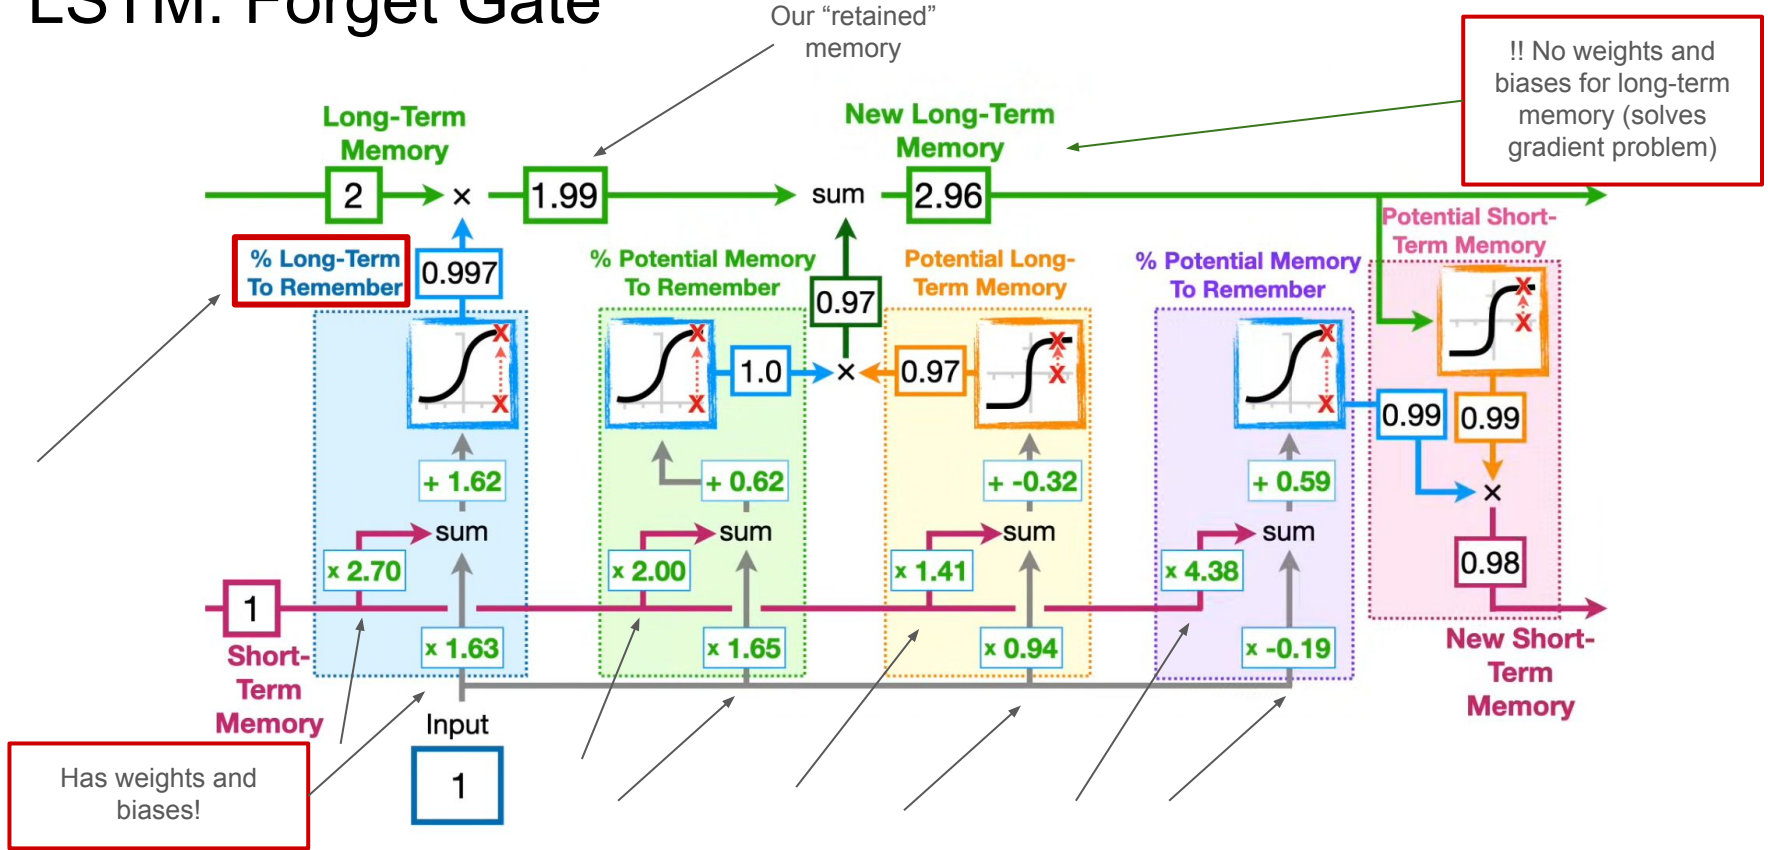 LSTM: Forget Gate
Our “retained”
memory
!! No weights and
biases for long-term
memory (solves
gradient problem)
Long-Term
Memory
New Long-Term
Memory
2
×
1.99
sum
2.96
% Long-Term
To Remember
0.997
% Potential Memory
To Remember
0.97
Potential Long-
Term Memory
% Potential Memory
To Remember
Potential Short-
Term Memory
1.0
×
0.97
0.99
0.99
×
+ 1.62
+ 0.62
+ -0.32
+ 0.59
sum
sum
sum
sum
x 2.70
x 2.00
x 1.41
x 4.38
0.98
1
Short-
Term
Memory
x 1.63
x 1.65
x 0.94
x -0.19
New Short-
Term
Memory
Input
1
Has weights and
biases!